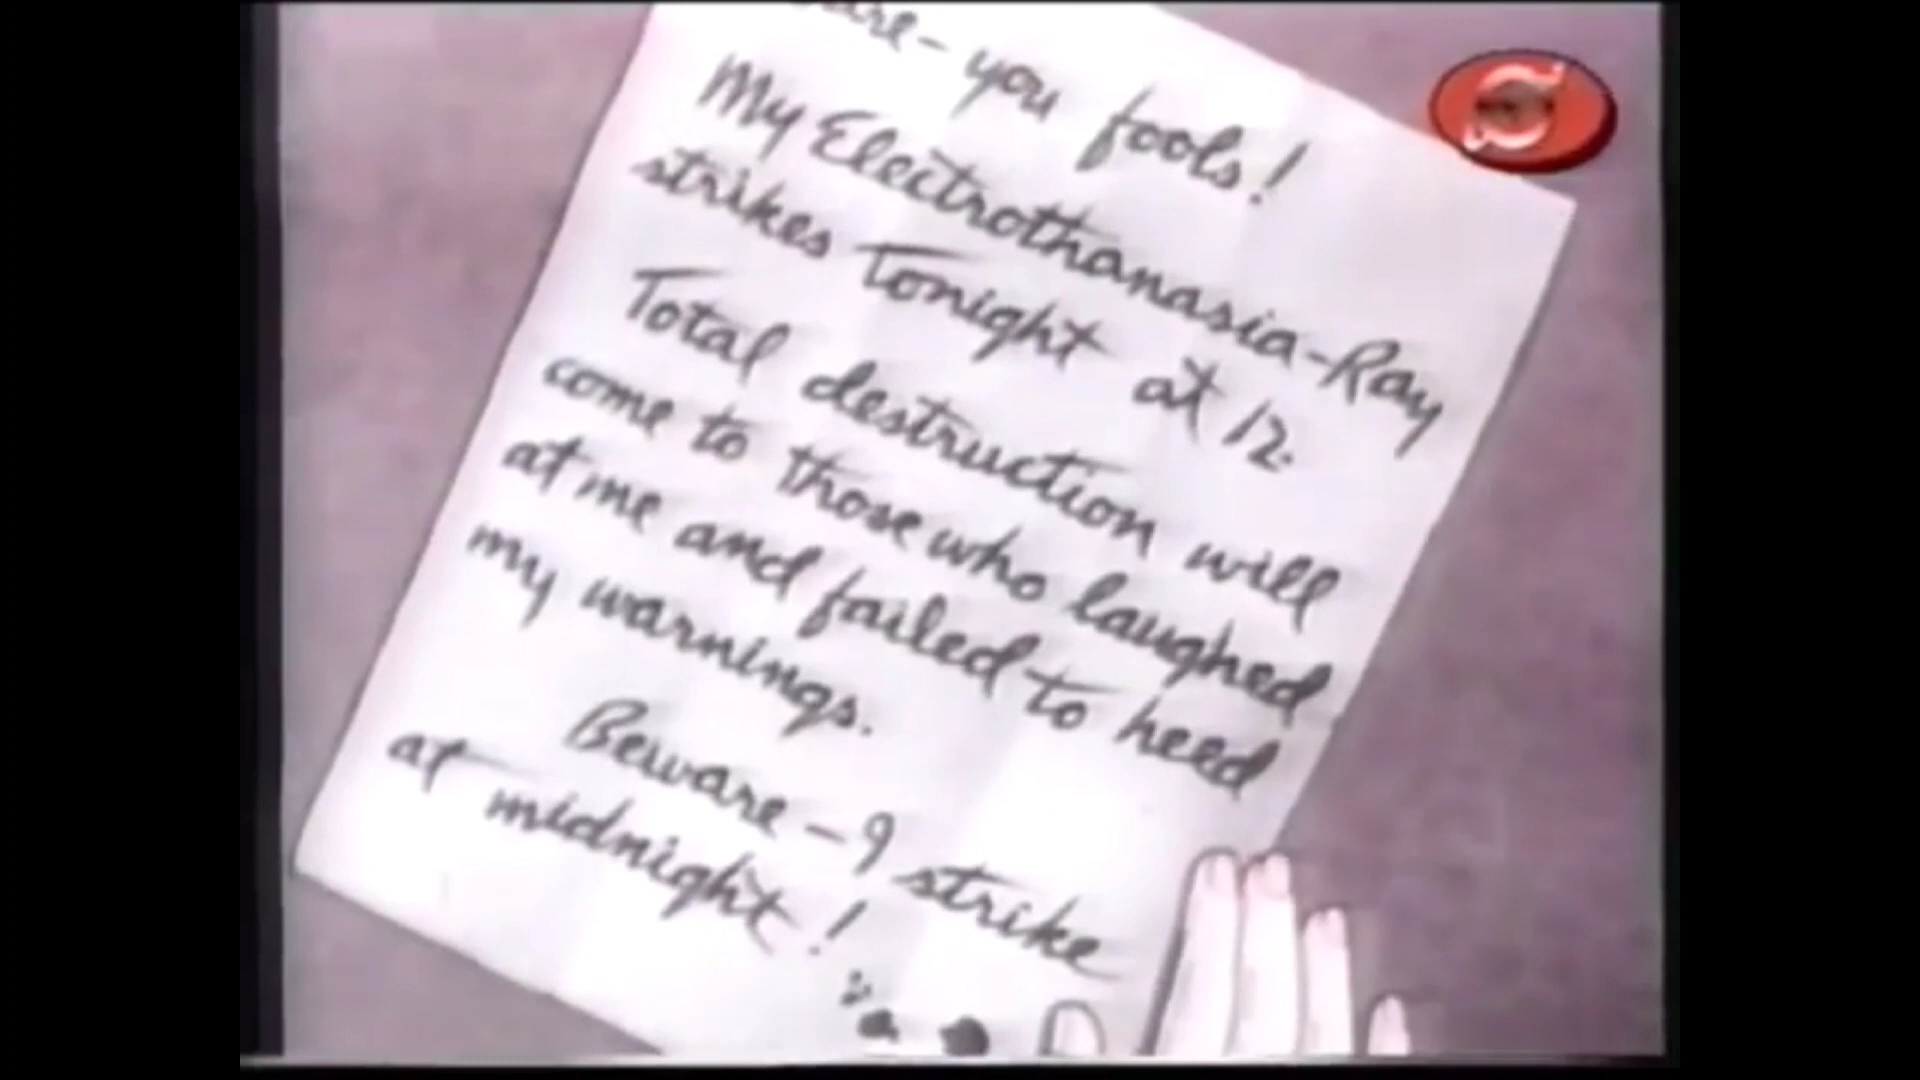 you fools!
My Electrothanasia-Ray
strikes Tonight at 12.
Total destruction will
come to those who laughed
at me and failed to heed
my warnings.
Beware - I strike
at midnight!